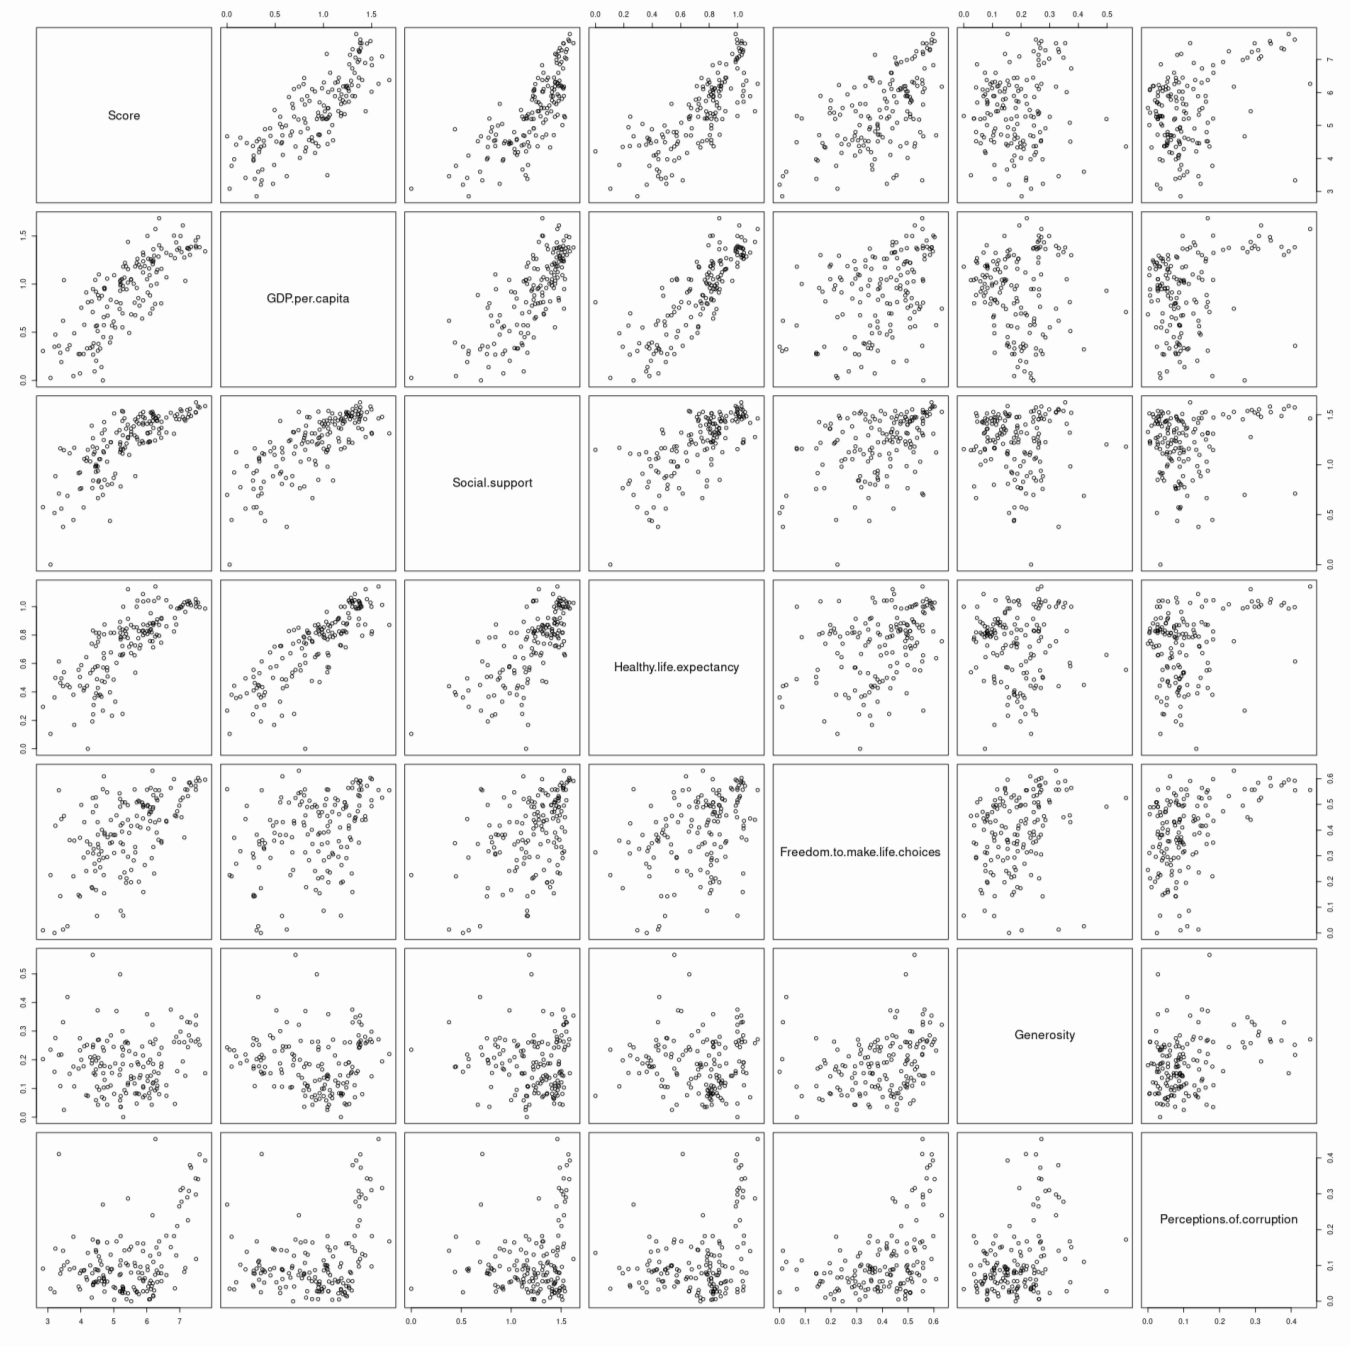 0.0 0.5 1.0 1.5 0.0 0.2 0.4 0.6 0.8 1.0 0.0 0.1 0.2 0.3 0.4 0.5
Score
3 4 5 6 7
0.0 0.5 1.0 1.5
GDP.per.capita
Social.support
0.0 0.5 1.0 1.5
0.0 0.2 0.4 0.6 0.8 1.0
Healthy.life.expectancy
Freedom.to.make.life.choices
0.0 0.1 0.2 0.3 0.4 0.5 0.6
0.0 0.1 0.2 0.3 0.4 0.5
Generosity
Perceptions.of.corruption
0.0 0.1 0.2 0.3 0.4
3 4 5 6 7 0.0 0.5 1.0 1.5 0.0 0.1 0.2 0.3 0.4 0.5 0.6 0.0 0.1 0.2 0.3 0.4